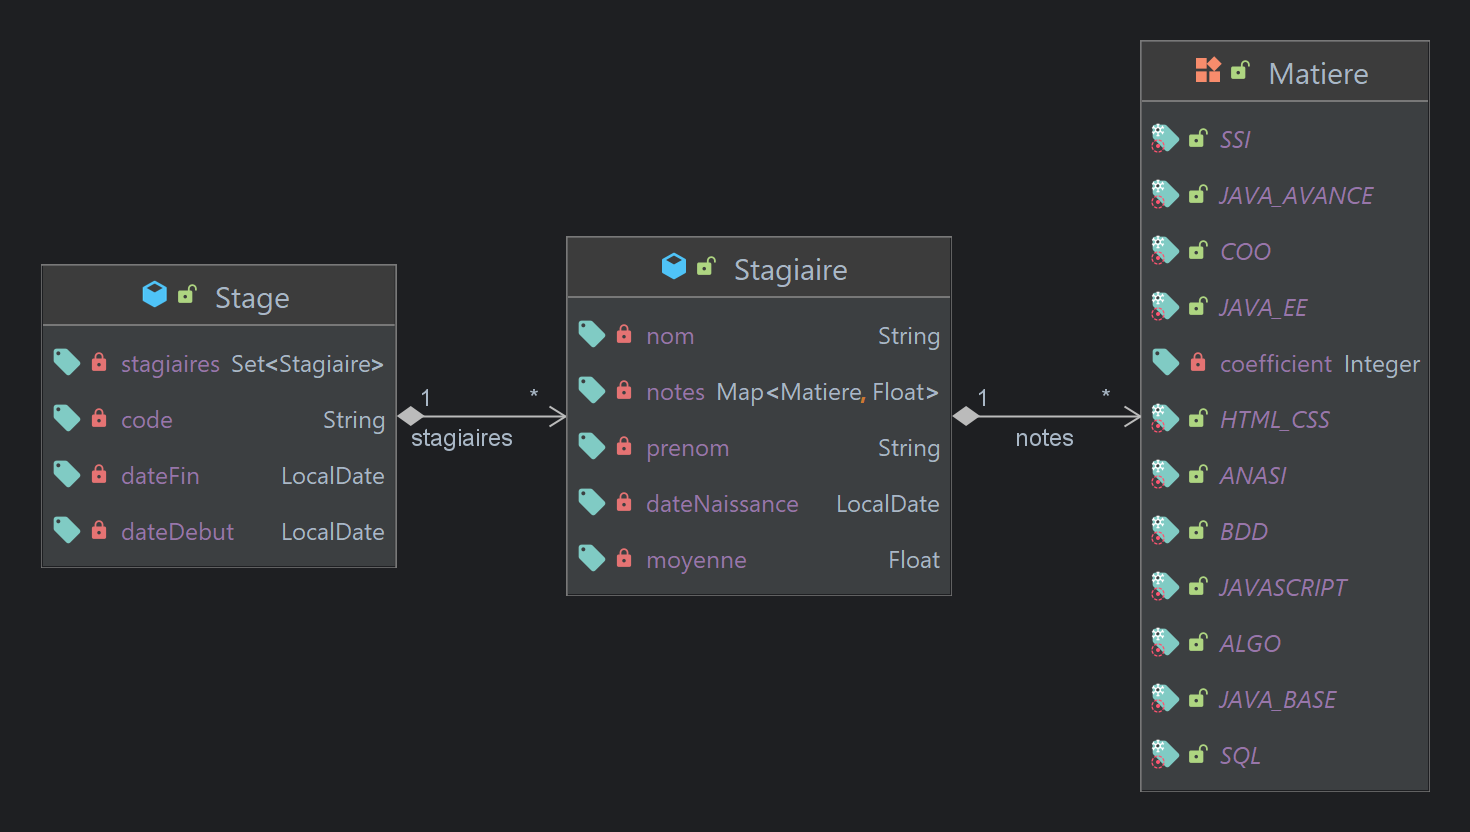 Stage
stagiaires Set<Stagiaire>
code String
dateFin LocalDate
dateDebut LocalDate
1 *
stagiaires
Stagiaire
nom String
notes Map<Matiere, Float>
prenom String
dateNaissance LocalDate
moyenne Float
1 *
notes
Matiere
SSI
JAVA_AVANCE
COO
JAVA_EE
coefficient Integer
HTML_CSS
ANASI
BDD
JAVASCRIPT
ALGO
JAVA_BASE
SQL